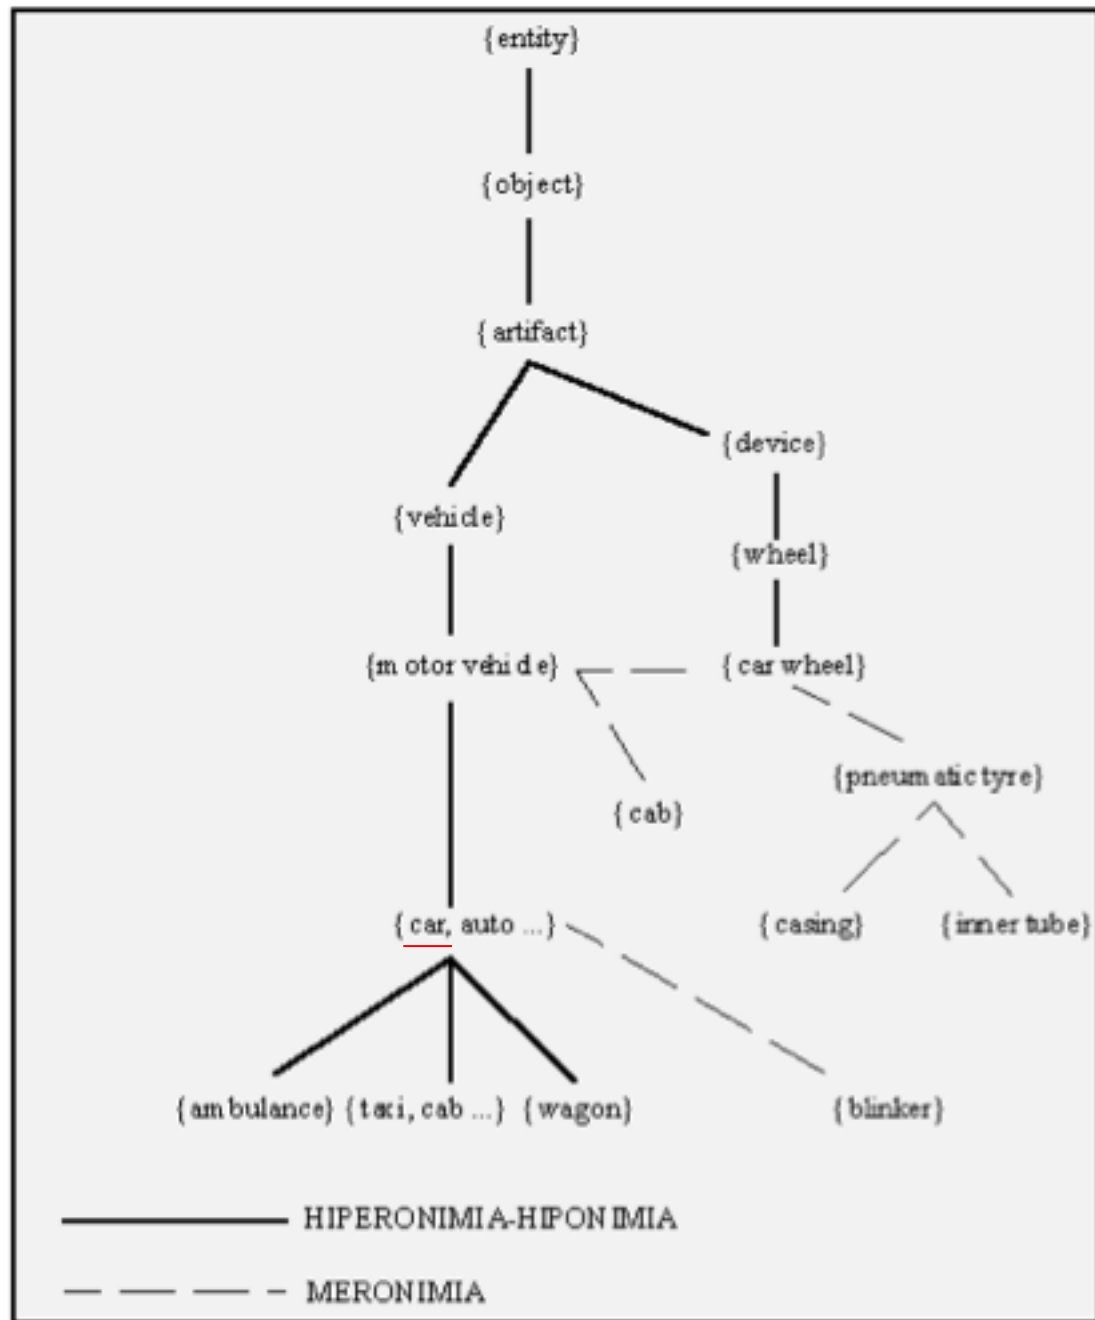 {entity}
{object}
{artifact}
{device}
{vehicle}
{wheel}
{motor vehicle}
{car wheel}
{pneumatic tyre}
{cab}
{car, auto ...}
{casing}
{inner tube}
{ambulance} {taxi, cab ...} {wagon}
{blinker}
HIPERONIMIA-HIPONIMIA
MERONIMIA